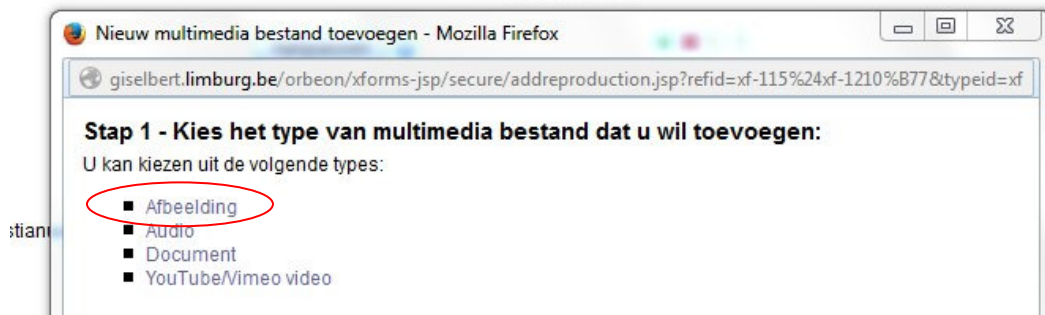 Nieuw multimedia bestand toevoegen - Mozilla Firefox
giselbert.limburg.be/orbeon/xforms-jsp/secure/addreproduction.jsp?refid=xf-115%24xf-1210%B77&typeid=xf
Stap 1 - Kies het type van multimedia bestand dat u wil toevoegen:
U kan kiezen uit de volgende types:
Afbeelding
Audio
Document
YouTube/Vimeo video